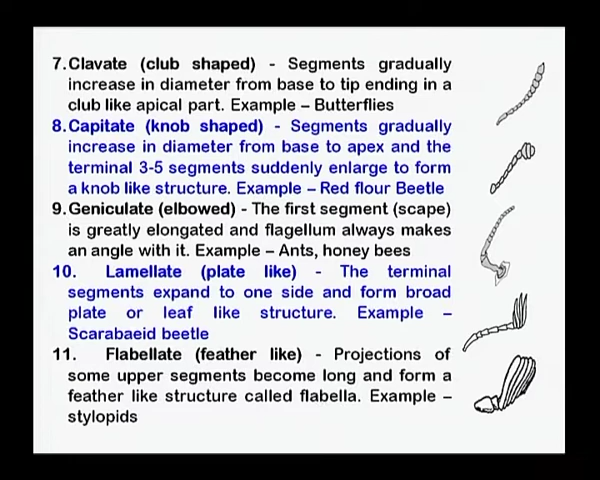 7. Clavate (club shaped) - Segments gradually
increase in diameter from base to tip ending in a
club like apical part. Example – Butterflies
8. Capitate (knob shaped) - Segments gradually
increase in diameter from base to apex and the
terminal 3-5 segments suddenly enlarge to form
a knob like structure. Example – Red flour Beetle
9. Geniculate (elbowed) - The first segment (scape)
is greatly elongated and flagellum always makes
an angle with it. Example – Ants, honey bees
10. Lamellate (plate like) - The terminal
segments expand to one side and form broad
plate or leaf like structure. Example –
Scarabaeid beetle
11. Flabellate (feather like) - Projections of
some upper segments become long and form a
feather like structure called flabella. Example –
stylopids